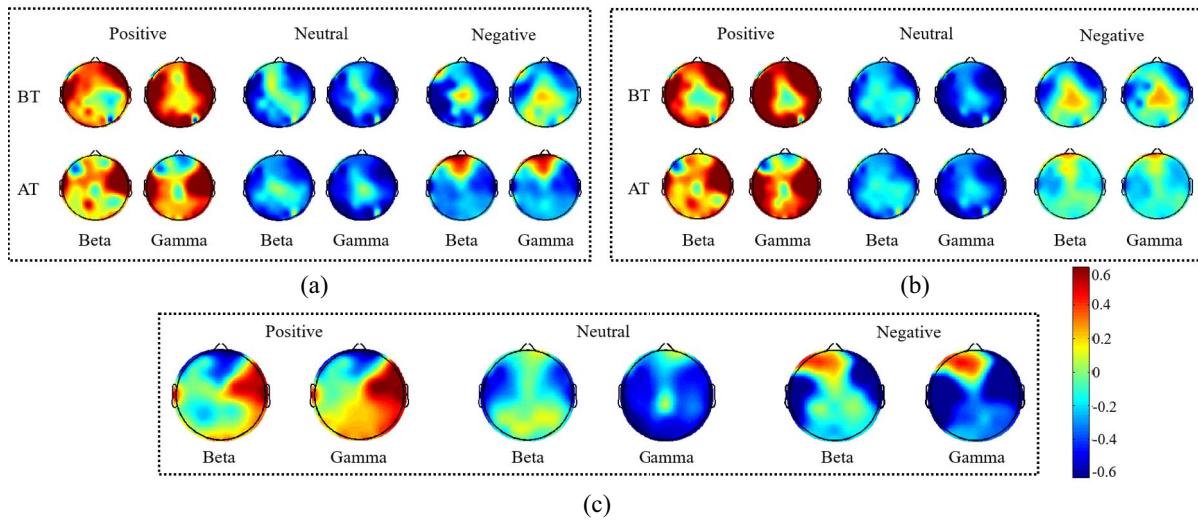 Positive Neutral Negative
BT
AT
Beta Gamma Beta Gamma Beta Gamma
(a)
Positive Neutral Negative
BT
AT
Beta Gamma Beta Gamma Beta Gamma
(b)
Positive Neutral Negative
Beta Gamma Beta Gamma Beta Gamma
(c)
0.6
0.4
0.2
0
-0.2
-0.4
-0.6